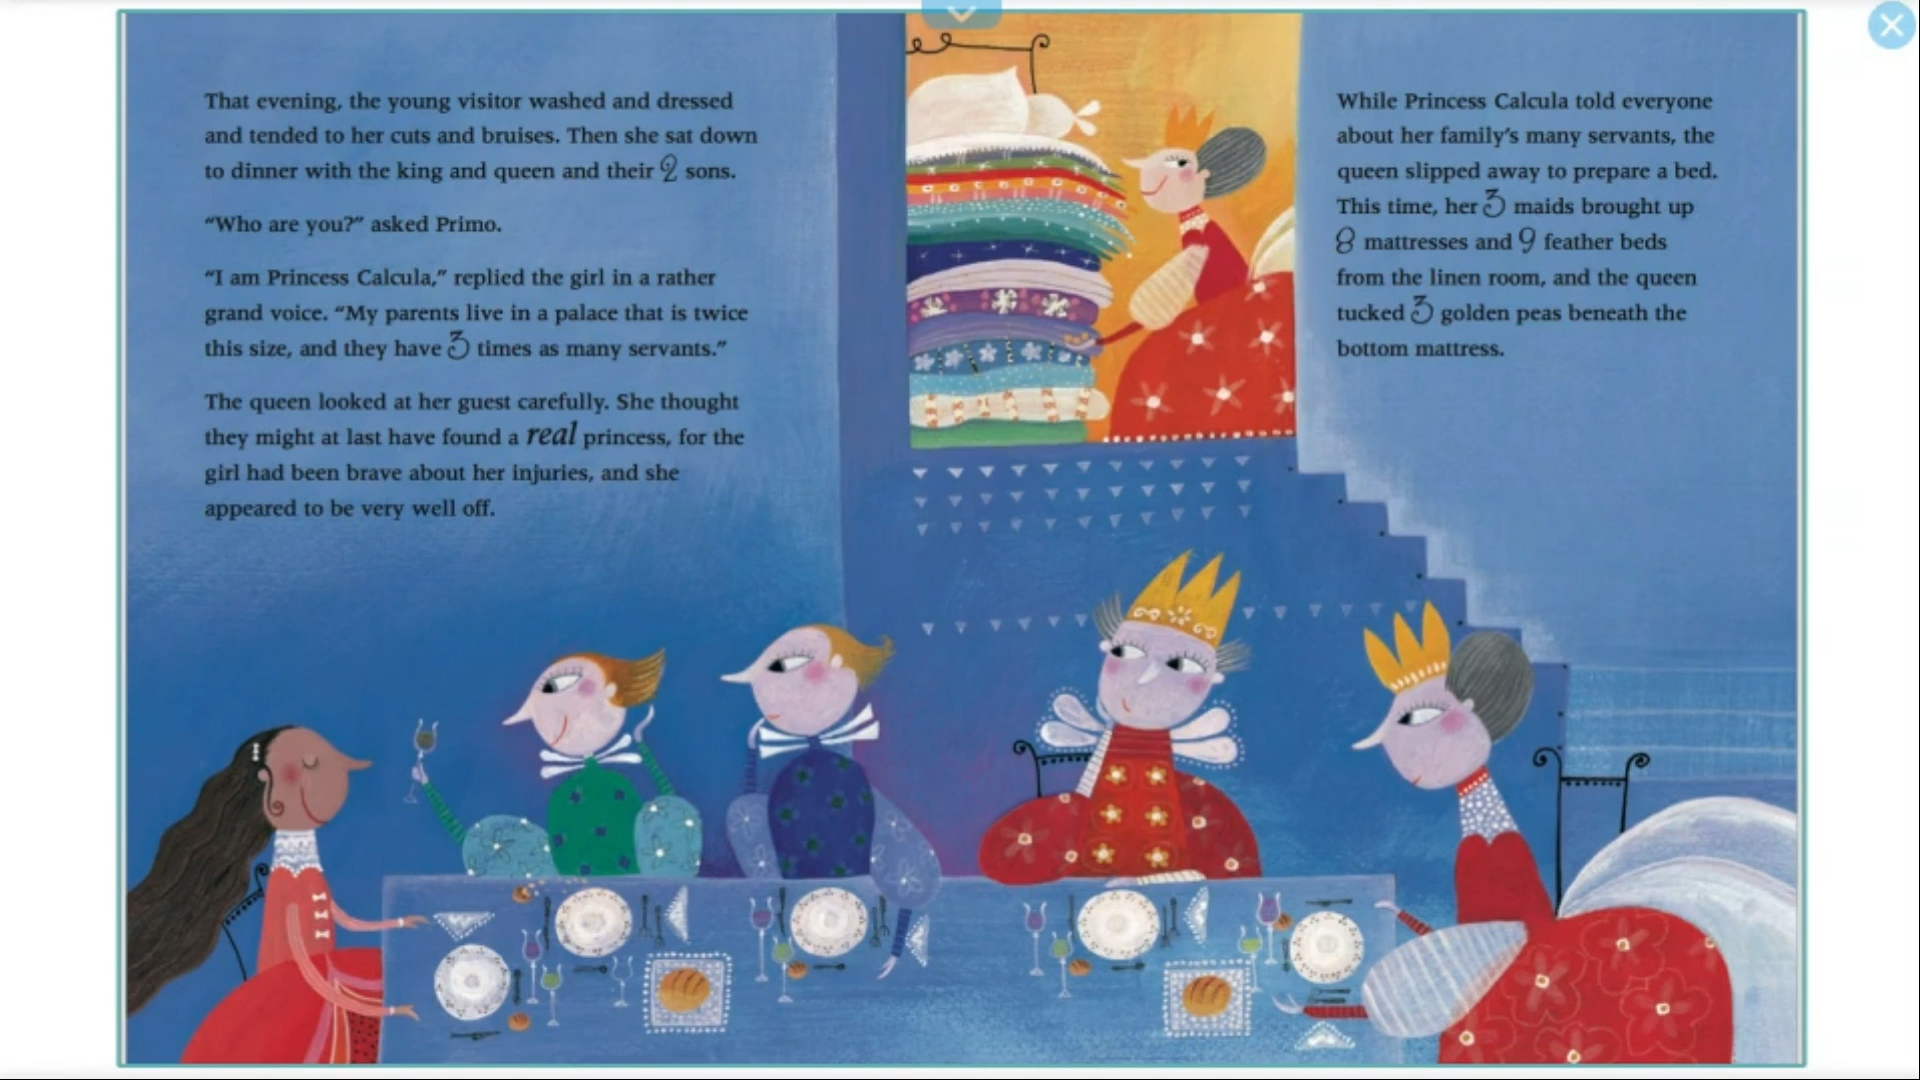 That evening, the young visitor washed and dressed
and tended to her cuts and bruises. Then she sat down
to dinner with the king and queen and their 2 sons.
“Who are you?” asked Primo.
“I am Princess Calcula,” replied the girl in a rather
grand voice. “My parents live in a palace that is twice
this size, and they have 3 times as many servants.”
The queen looked at her guest carefully. She thought
they might at last have found a real princess, for the
girl had been brave about her injuries, and she
appeared to be very well off.
While Princess Calcula told everyone
about her family’s many servants, the
queen slipped away to prepare a bed.
This time, her 3 maids brought up
8 mattresses and 9 feather beds
from the linen room, and the queen
tucked 3 golden peas beneath the
bottom mattress.